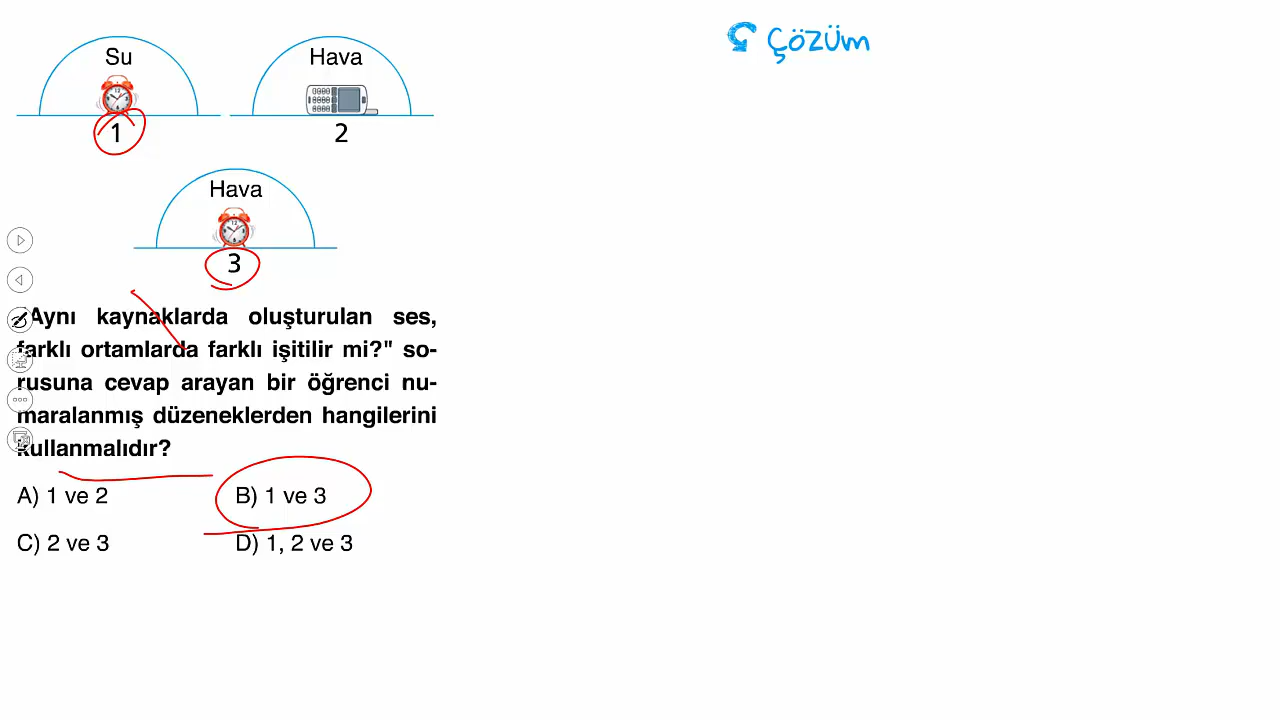 Çözüm
Su
Hava
1
2
Hava
3
"Aynı kaynaklarda oluşturulan ses,
farklı ortamlarda farklı işitilir mi?" so-
rusuna cevap arayan bir öğrenci nu-
maralanmış düzeneklerden hangilerini
kullanmalıdır?
A) 1 ve 2
B) 1 ve 3
C) 2 ve 3
D) 1, 2 ve 3